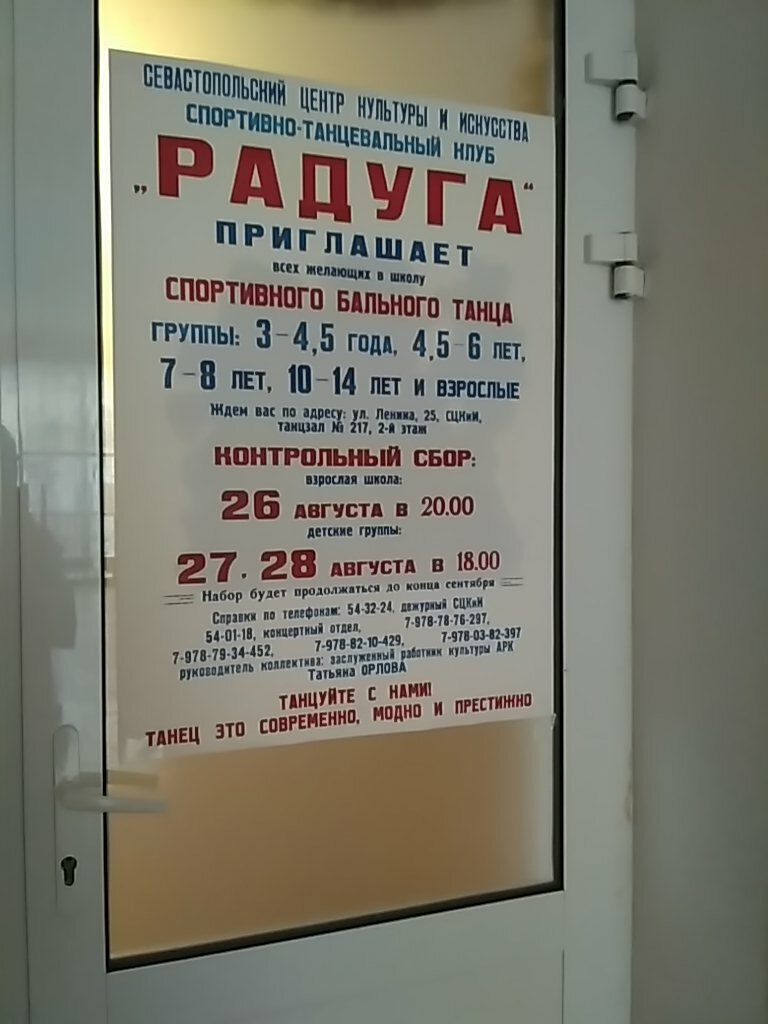 СЕВАСТОПОЛЬСКИЙ ЦЕНТР КУЛЬТУРЫ И ИСКУССТВА
СПОРТИВНО-ТАНЦЕВАЛЬНЫЙ КЛУБ
„РАДУГА“
ПРИГЛАШАЕТ
всех желающих в школу
СПОРТИВНОГО БАЛЬНОГО ТАНЦА
ГРУППЫ: 3–4,5 ГОДА, 4,5–6 ЛЕТ,
7–8 ЛЕТ, 10–14 ЛЕТ И ВЗРОСЛЫЕ
Ждем вас по адресу: ул. Ленина, 25, СЦКиИ,
танцзал № 217, 2-й этаж
КОНТРОЛЬНЫЙ СБОР:
взрослая школа:
26 АВГУСТА В 20.00
детские группы:
27, 28 АВГУСТА В 18.00
Набор будет продолжаться до конца сентября
Справки по телефонам: 54-32-24, дежурный СЦКиИ
54-01-18, концертный отдел, 7-978-78-76-297,
7-978-79-34-452, 7-978-82-10-429, 7-978-03-82-397
руководитель коллектива: заслуженный работник культуры АРК
Татьяна ОРЛОВА
ТАНЦУЙТЕ С НАМИ!
ТАНЕЦ ЭТО СОВРЕМЕННО, МОДНО И ПРЕСТИЖНО